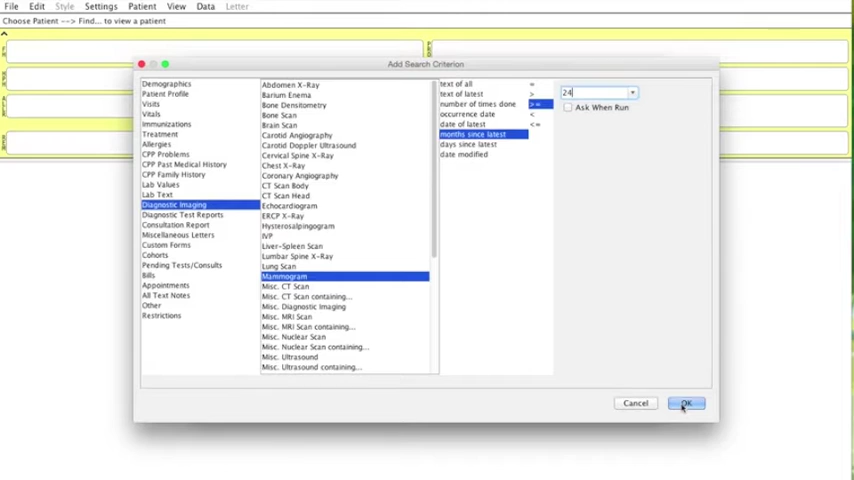 File Edit Style Settings Patient View Data Letter
Choose Patient --> Find... to view a patient
Add Search Criterion
Demographics
Patient Profile
Visits
Vitals
Immunizations
Treatment
Allergies
CPP Problems
CPP Past Medical History
CPP Family History
Lab Values
Lab Text
Diagnostic Imaging
Diagnostic Test Reports
Consultation Report
Miscellaneous Letters
Custom Forms
Cohorts
Pending Tests/Consults
Bills
Appointments
All Text Notes
Other
Restrictions
Abdomen X-Ray
Barium Enema
Bone Densitometry
Bone Scan
Brain Scan
Carotid Angiography
Carotid Doppler Ultrasound
Cervical Spine X-Ray
Chest X-Ray
Coronary Angiography
CT Scan Body
CT Scan Head
Echocardiogram
ERCP X-Ray
Hysterosalpingogram
IVP
Liver-Spleen Scan
Lumbar Spine X-Ray
Lung Scan
Mammogram
Misc. CT Scan
Misc. CT Scan containing...
Misc. Diagnostic Imaging
Misc. MRI Scan
Misc. MRI Scan containing...
Misc. Nuclear Scan
Misc. Nuclear Scan containing...
Misc. Ultrasound
Misc. Ultrasound containing...
text of all
text of latest
number of times done
occurrence date
date of latest
months since latest
days since latest
date modified
=
>
>=
<
<=
24
Ask When Run
Cancel
OK